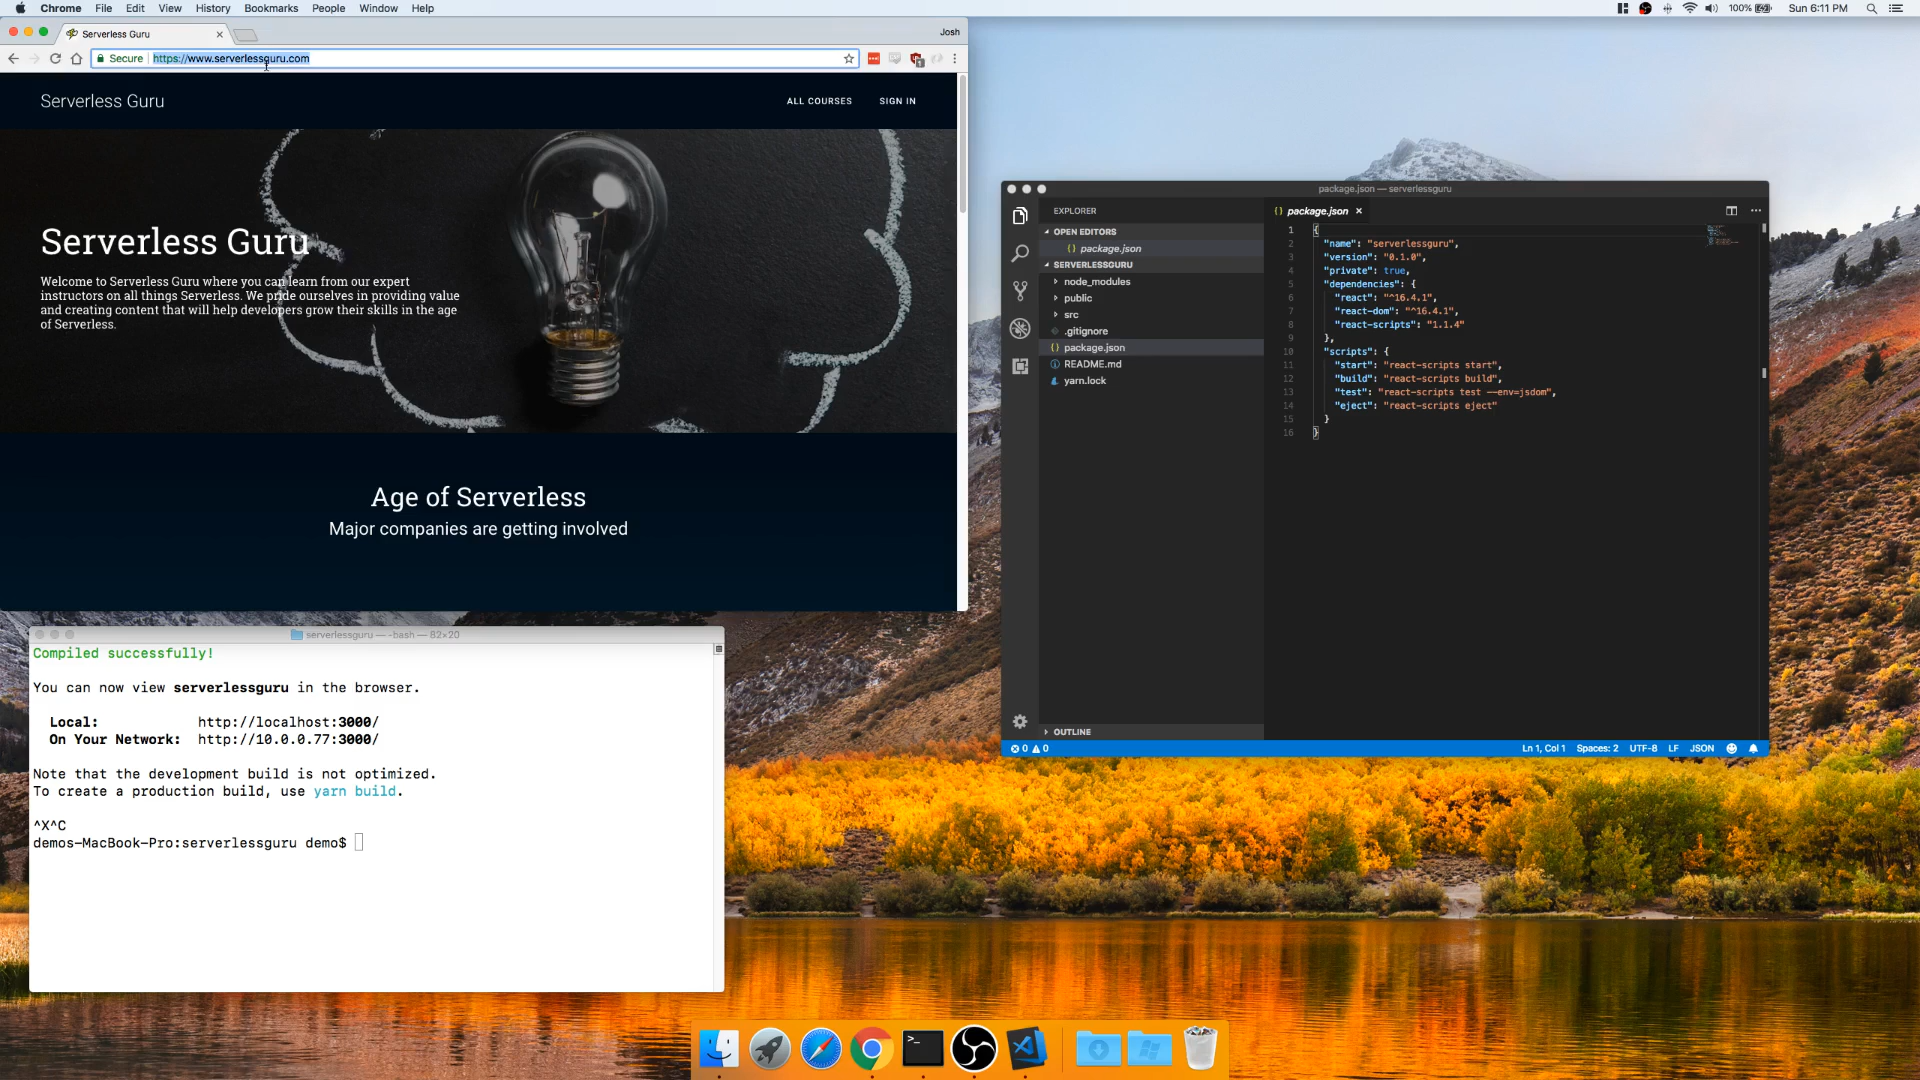 Chrome File Edit View History Bookmarks People Window Help
100% Sun 6:11 PM
Serverless Guru
Josh
Secure https://www.serverlessguru.com
Serverless Guru
ALL COURSES SIGN IN
Serverless Guru
Welcome to Serverless Guru where you can learn from our expert
instructors on all things Serverless. We pride ourselves in providing value
and creating content that will help developers grow their skills in the age
of Serverless.
Age of Serverless
Major companies are getting involved
package.json — serverlessguru
EXPLORER
OPEN EDITORS
{} package.json
SERVERLESSGURU
node_modules
public
src
.gitignore
{} package.json
README.md
yarn.lock
OUTLINE
{} package.json
1 {
2 "name": "serverlessguru",
3 "version": "0.1.0",
4 "private": true,
5 "dependencies": {
6 "react": "^16.4.1",
7 "react-dom": "^16.4.1",
8 "react-scripts": "1.1.4"
9 },
10 "scripts": {
11 "start": "react-scripts start",
12 "build": "react-scripts build",
13 "test": "react-scripts test --env=jsdom",
14 "eject": "react-scripts eject"
15 }
16 }
0 0 Ln 1, Col 1 Spaces: 2 UTF-8 LF JSON
serverlessguru — -bash — 82×20
Compiled successfully!
You can now view serverlessguru in the browser.
Local: http://localhost:3000/
On Your Network: http://10.0.0.77:3000/
Note that the development build is not optimized.
To create a production build, use yarn build.
^X^C
demos-MacBook-Pro:serverlessguru demo$